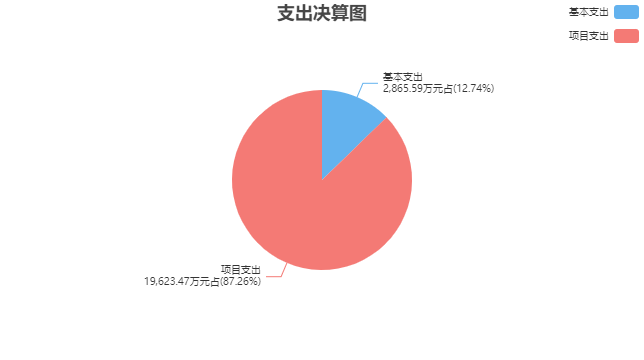 支出决算图
基本支出
项目支出
基本支出
2,865.59万元占(12.74%)
项目支出
19,623.47万元占(87.26%)